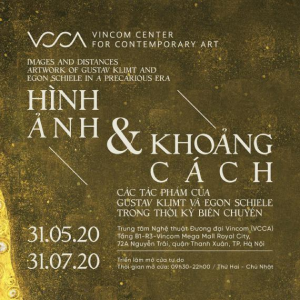 VCCA
VINCOM CENTER
FOR CONTEMPORARY ART
IMAGES AND DISTANCES
ARTWORK OF GUSTAV KLIMT AND
EGON SCHIELE IN A PRECARIOUS ERA
HÌNH
ẢNH
& KHOẢNG
CÁCH
CÁC TÁC PHẨM CỦA
GUSTAV KLIMT VÀ EGON SCHIELE
TRONG THỜI KỲ BIẾN CHUYỂN
31.05.20
31.07.20
Trung tâm Nghệ thuật Đương đại Vincom (VCCA)
Tầng B1-R3-Vincom Mega Mall Royal City,
72A Nguyễn Trãi, quận Thanh Xuân, TP. Hà Nội
Triển lãm mở cửa tự do
Thời gian mở cửa: 09h30-22h00 / Thứ Hai - Chủ Nhật